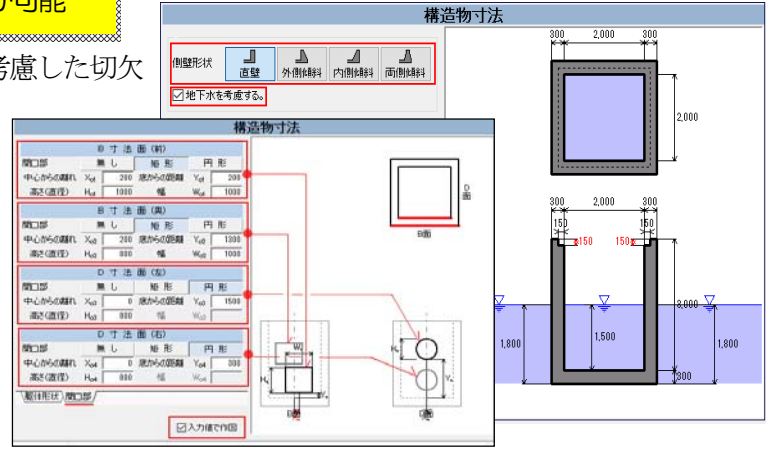 が可能
考慮した切欠
構造物寸法
側壁形状 直壁 外側傾斜 内側傾斜 両側傾斜
地下水を考慮する。
300 2,000 300
2,000
300 2,000 300
150 150
150 150
3,000
1,800 1,500 1,800
300
構造物寸法
B 寸 法 面 (前)
開口部 無 し 矩 形 円 形
中心からの離れ 200 底からの距離 200
高さ(直径) 1000 幅 1000
B 寸 法 面 (奥)
開口部 無 し 矩 形 円 形
中心からの離れ 200 底からの距離 1300
高さ(直径) 800 幅 1000
D 寸 法 面 (左)
開口部 無 し 矩 形 円 形
中心からの離れ 0 底からの距離 1500
高さ(直径) 800 幅
D 寸 法 面 (右)
開口部 無 し 矩 形 円 形
中心からの離れ 0 底からの距離 300
高さ(直径) 800 幅
躯体形状 開口部
入力値で作図
D面
B面
B面
D面